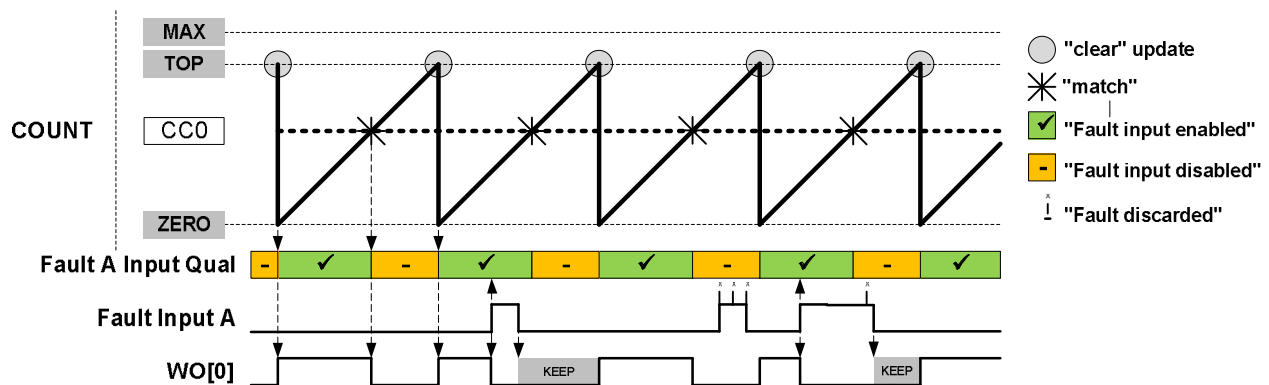 MAX
"clear" update
TOP
"match"
COUNT
CC0
"Fault input enabled"
"Fault input disabled"
ZERO
"Fault discarded"
Fault A Input Qual
- ✓ - ✓ - ✓ - ✓ - ✓
x x x x
Fault Input A
WO[0]
KEEP
KEEP